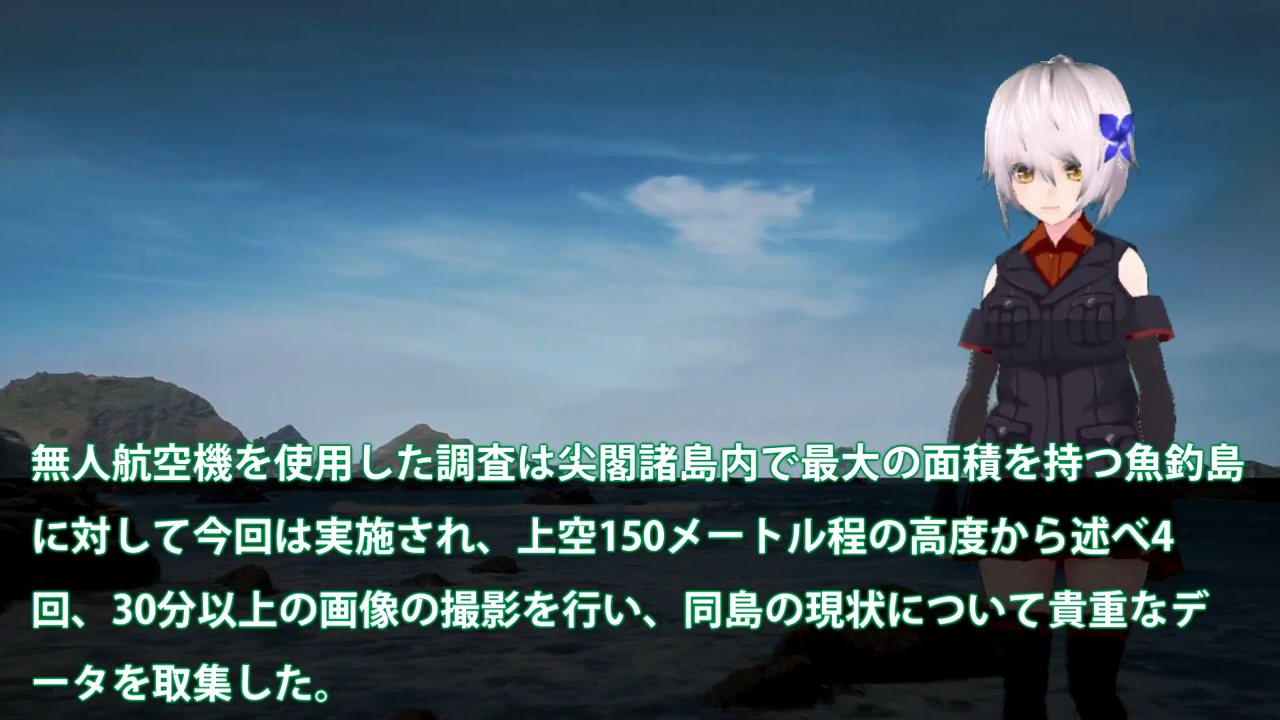 無人航空機を使用した調査は尖閣諸島内で最大の面積を持つ魚釣島
に対して今回は実施され、上空150メートル程の高度から述べ4
回、30分以上の画像の撮影を行い、同島の現状について貴重なデ
ータを取集した。